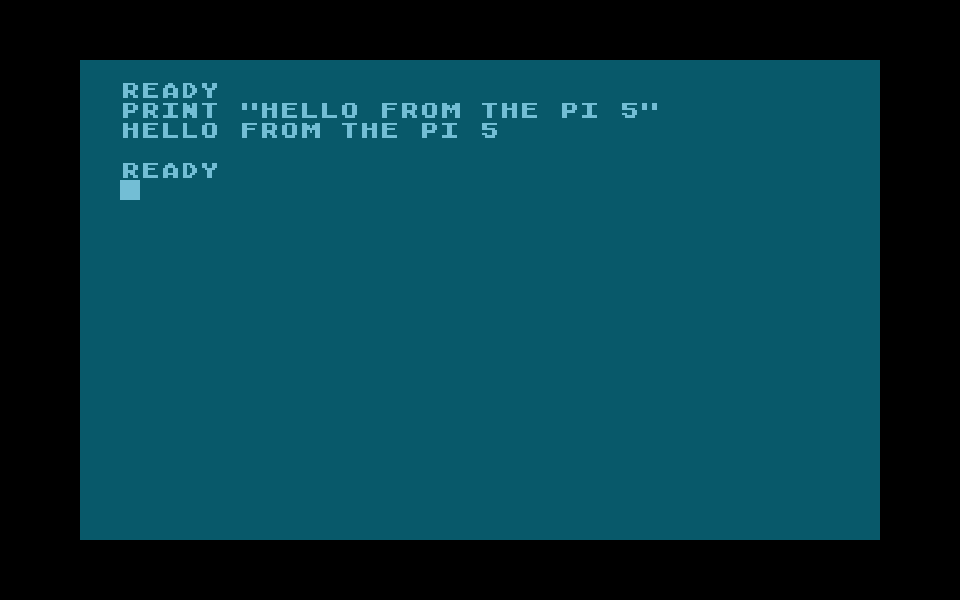 READY
PRINT "HELLO FROM THE PI 5"
HELLO FROM THE PI 5
READY